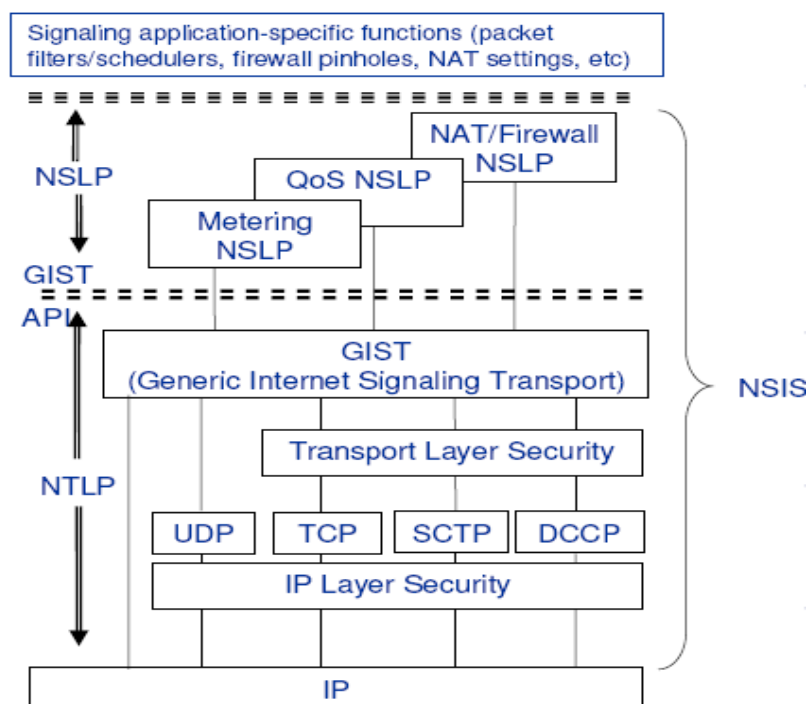 Signaling application-specific functions (packet
filters/schedulers, firewall pinholes, NAT settings, etc)
NAT/Firewall
NSLP
NSLP
QoS NSLP
Metering
NSLP
GIST
API
GIST
(Generic Internet Signaling Transport)
NSIS
Transport Layer Security
NTLP
UDP
TCP
SCTP
DCCP
IP Layer Security
IP